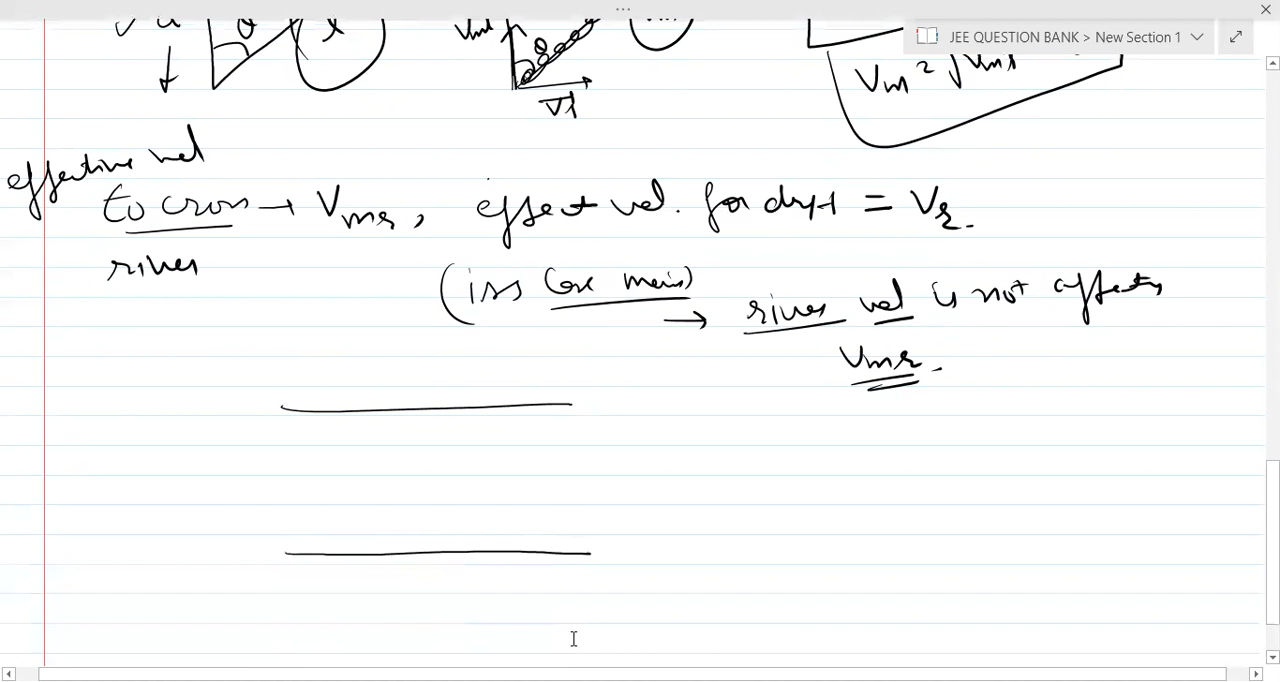 JEE QUESTION BANK > New Section 1
θ
effective vel
to cross → Vmr, effect vel. for drift = Vr.
river
(iss case mein) → river vel is not affecting
Vmr.